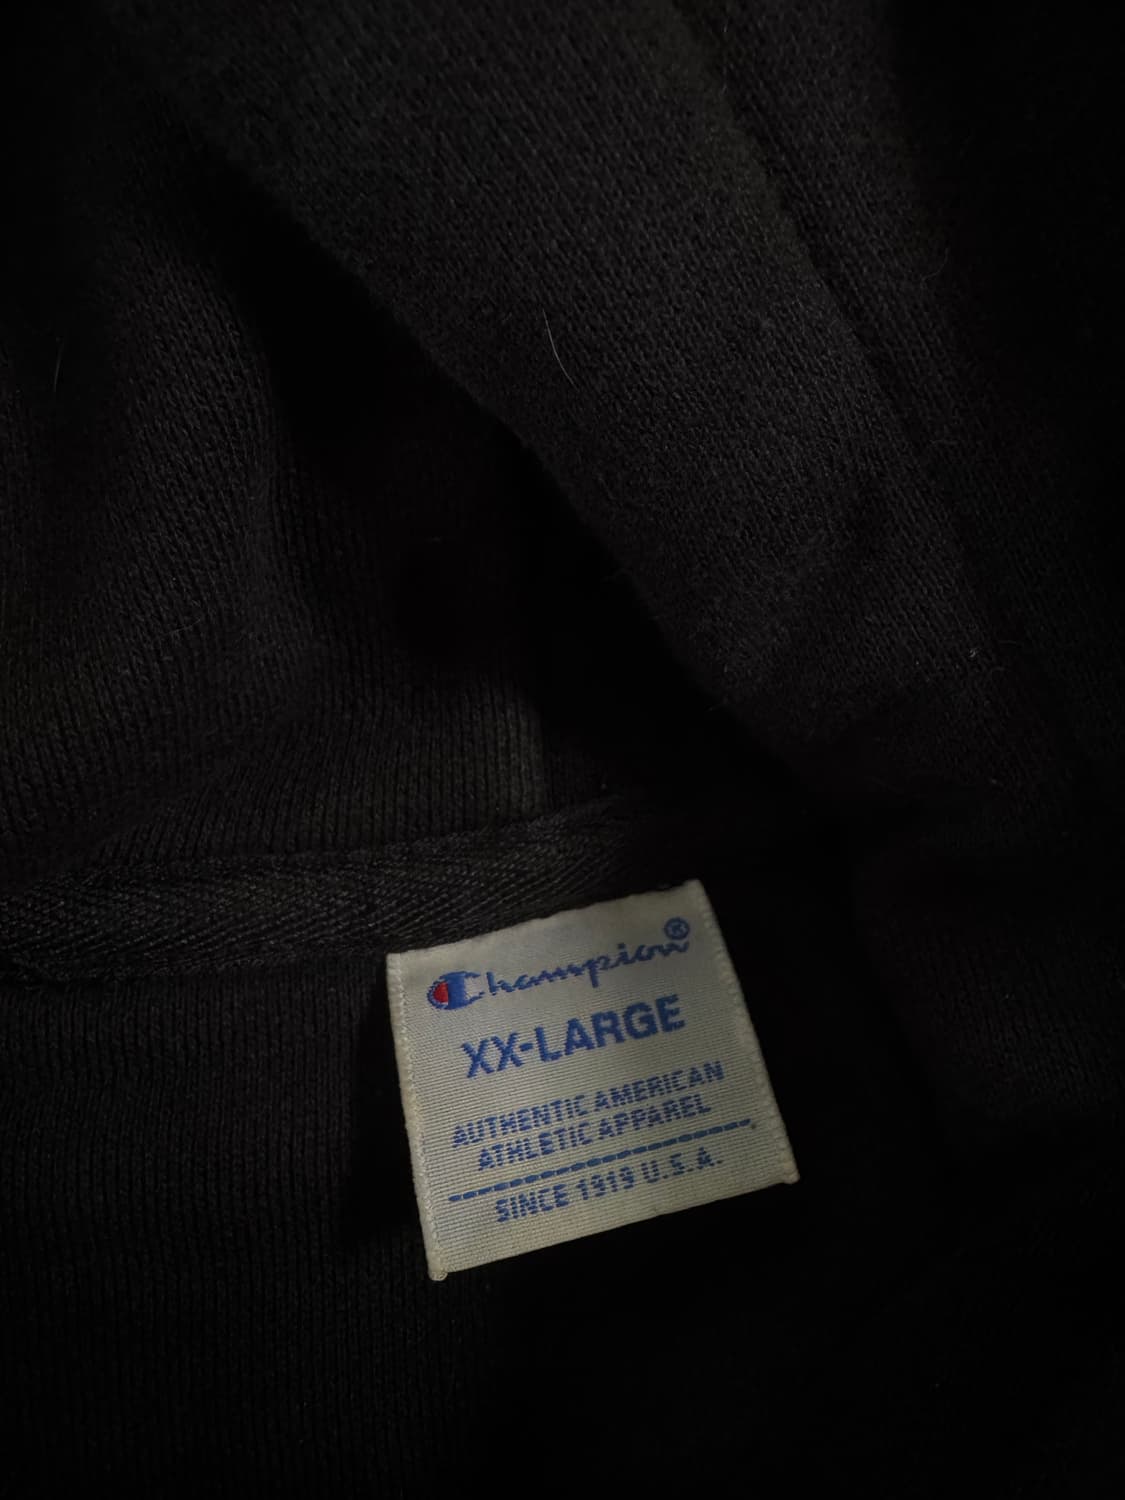 Champion®
XX-LARGE
AUTHENTIC AMERICAN
ATHLETIC APPAREL
SINCE 1919 U.S.A.